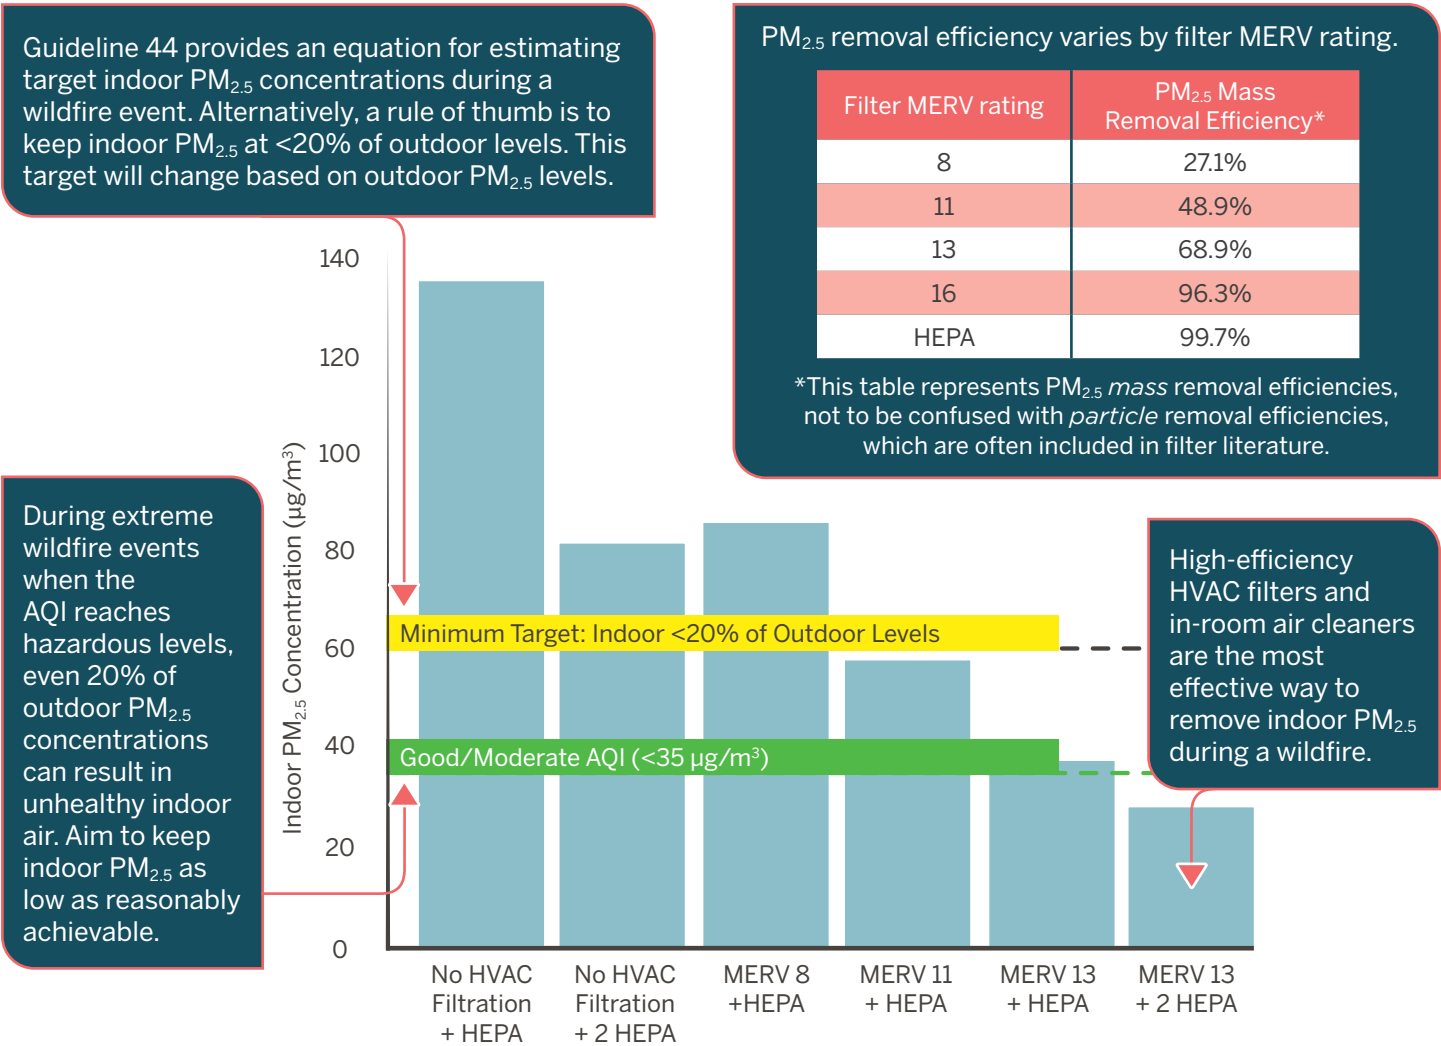 Guideline 44 provides an equation for estimating
target indoor PM2.5 concentrations during a
wildfire event. Alternatively, a rule of thumb is to
keep indoor PM2.5 at <20% of outdoor levels. This
target will change based on outdoor PM2.5 levels.
PM2.5 removal efficiency varies by filter MERV rating.
Filter MERV rating
PM2.5 Mass
Removal Efficiency*
8 27.1%
11 48.9%
13 68.9%
16 96.3%
HEPA 99.7%
*This table represents PM2.5 mass removal efficiencies,
not to be confused with particle removal efficiencies,
which are often included in filter literature.
During extreme
wildfire events
when the
AQI reaches
hazardous levels,
even 20% of
outdoor PM2.5
concentrations
can result in
unhealthy indoor
air. Aim to keep
indoor PM2.5 as
low as reasonably
achievable.
Indoor PM2.5 Concentration (µg/m³)
140
120
100
80
60
40
20
0
Minimum Target: Indoor <20% of Outdoor Levels
Good/Moderate AQI (<35 µg/m³)
High-efficiency
HVAC filters and
in-room air cleaners
are the most
effective way to
remove indoor PM2.5
during a wildfire.
No HVAC
Filtration
+ HEPA
No HVAC
Filtration
+ 2 HEPA
MERV 8
+HEPA
MERV 11
+ HEPA
MERV 13
+ HEPA
MERV 13
+ 2 HEPA